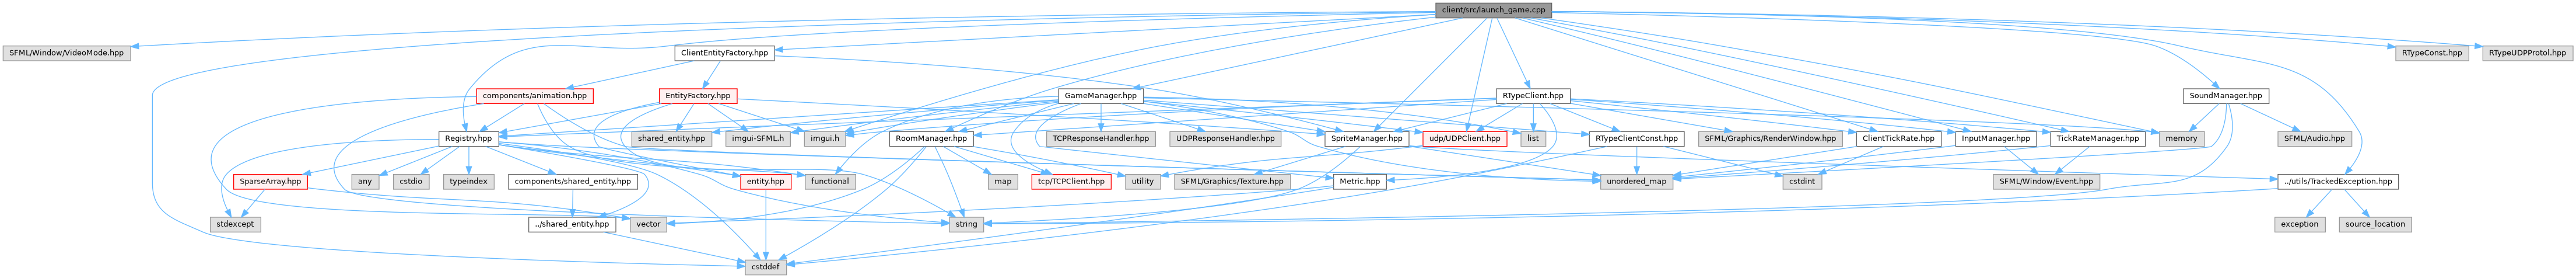 client/src/launch_game.cpp
SFML/Window/VideoMode.hpp
ClientEntityFactory.hpp
RTypeConst.hpp
RTypeUDPProtol.hpp
components/animation.hpp
EntityFactory.hpp
GameManager.hpp
RTypeClient.hpp
SoundManager.hpp
Registry.hpp
shared_entity.hpp
imgui-SFML.h
imgui.h
RoomManager.hpp
TCPResponseHandler.hpp
UDPResponseHandler.hpp
SpriteManager.hpp
udp/UDPClient.hpp
list
RTypeClientConst.hpp
SFML/Graphics/RenderWindow.hpp
ClientTickRate.hpp
InputManager.hpp
TickRateManager.hpp
memory
SFML/Audio.hpp
SparseArray.hpp
any
cstdio
typeindex
components/shared_entity.hpp
entity.hpp
functional
map
tcp/TCPClient.hpp
utility
SFML/Graphics/Texture.hpp
Metric.hpp
unordered_map
cstdint
SFML/Window/Event.hpp
../utils/TrackedException.hpp
stdexcept
../shared_entity.hpp
vector
string
exception
source_location
cstddef